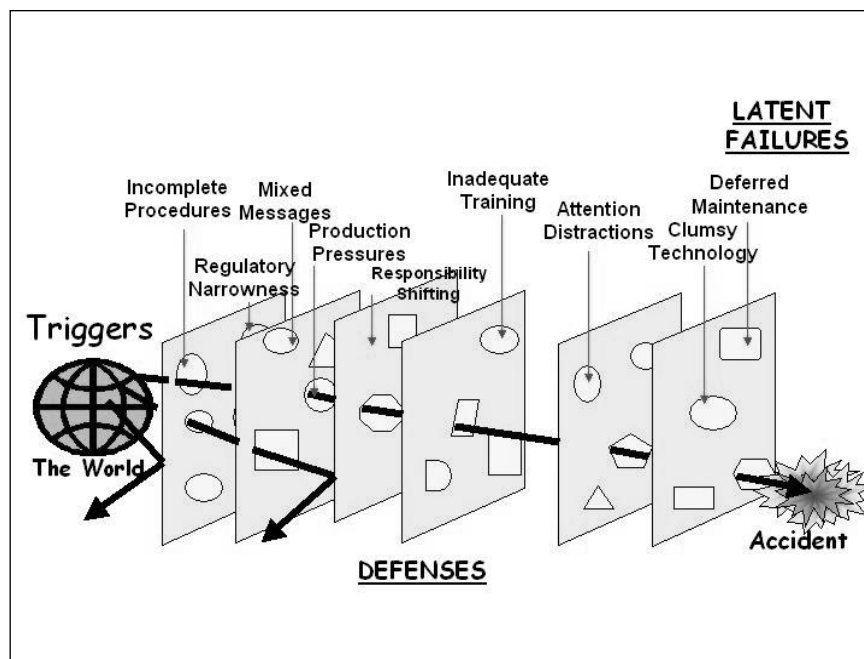 LATENT
FAILURES
Incomplete
Procedures
Mixed
Messages
Inadequate
Training
Deferred
Maintenance
Attention
Distractions
Clumsy
Technology
Production
Pressures
Regulatory
Narrowness
Responsibility
Shifting
Triggers
The World
Accident
DEFENSES